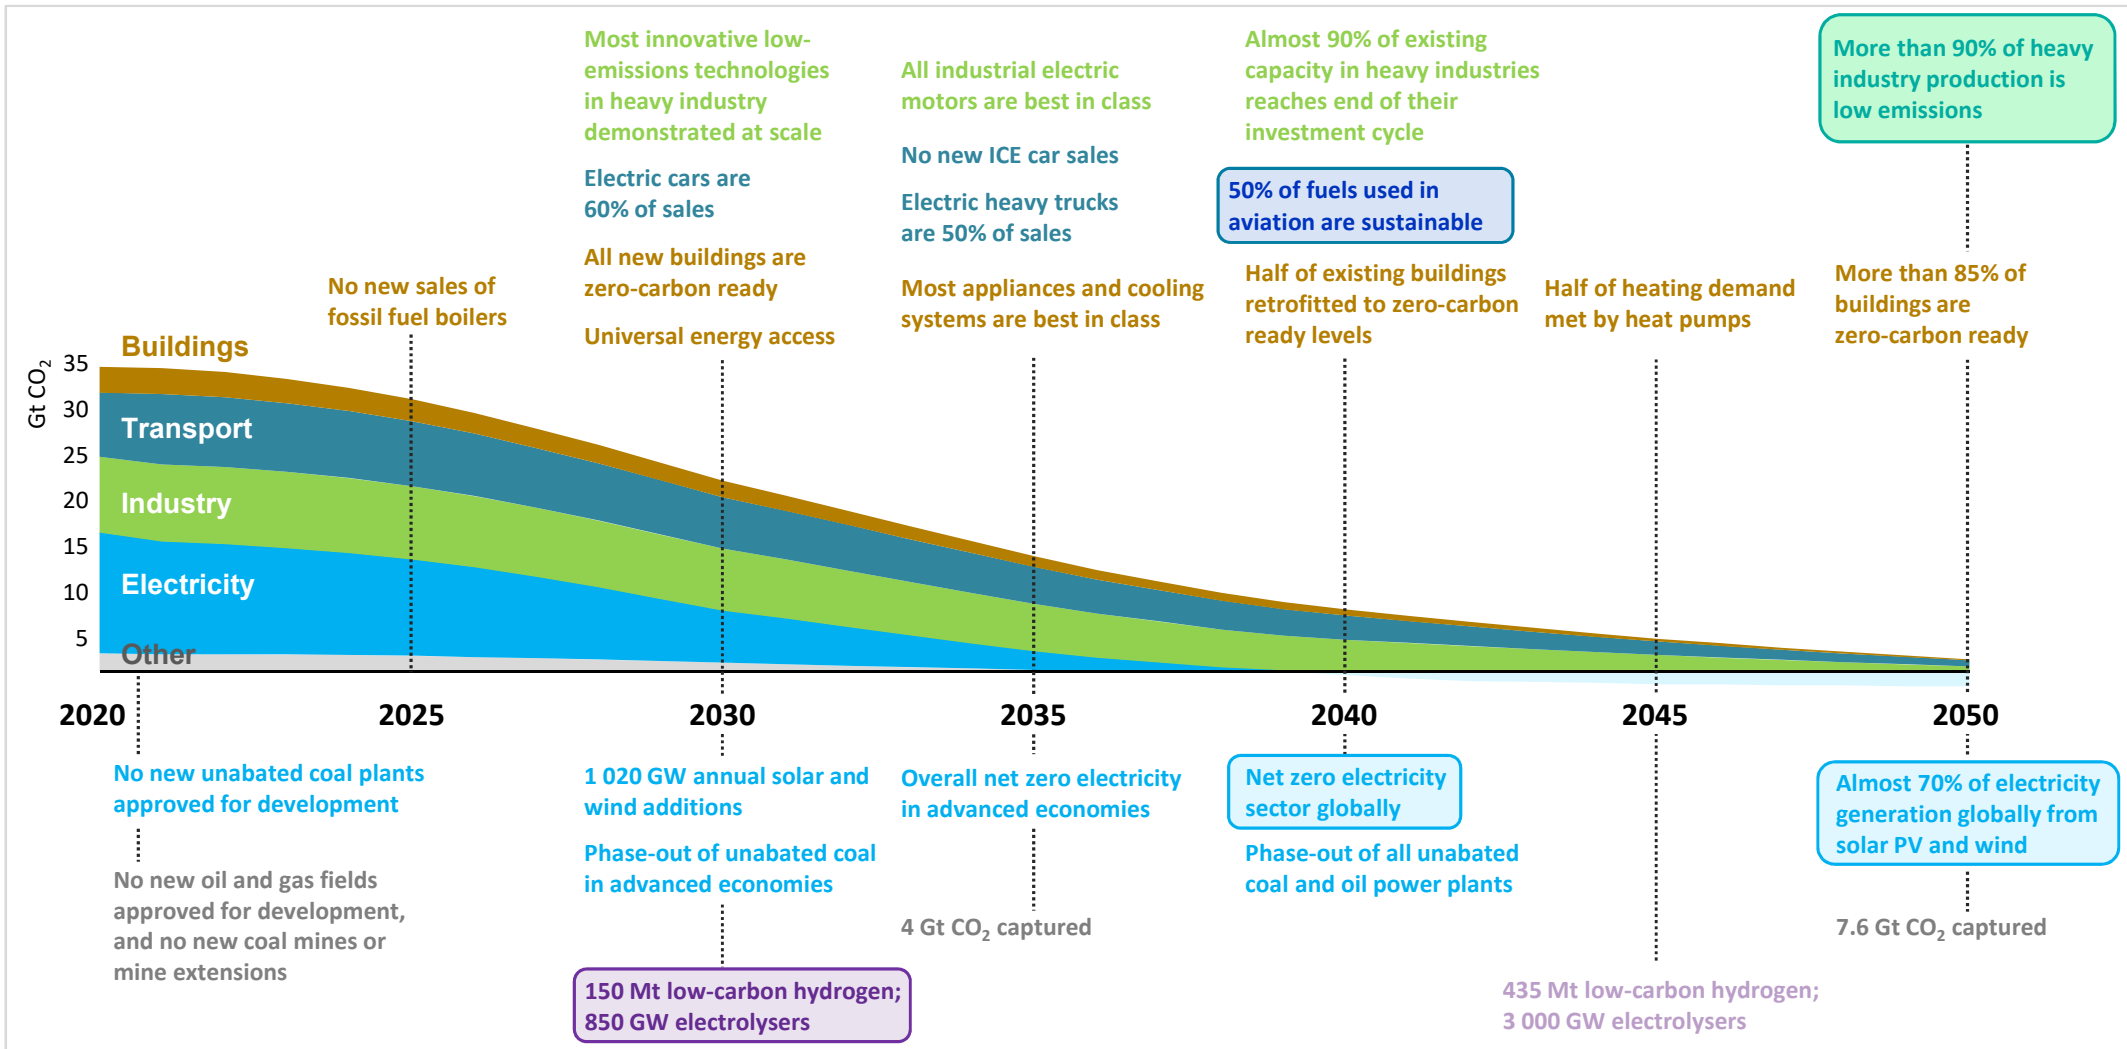 Most innovative low-
emissions technologies
in heavy industry
demonstrated at scale
Electric cars are
60% of sales
All new buildings are
zero-carbon ready
Universal energy access
All industrial electric
motors are best in class
No new ICE car sales
Electric heavy trucks
are 50% of sales
Most appliances and cooling
systems are best in class
Almost 90% of existing
capacity in heavy industries
reaches end of their
investment cycle
50% of fuels used in
aviation are sustainable
Half of existing buildings
retrofitted to zero-carbon
ready levels
Half of heating demand
met by heat pumps
More than 90% of heavy
industry production is
low emissions
More than 85% of
buildings are
zero-carbon ready
No new sales of
fossil fuel boilers
Gt CO₂
35
30
25
20
15
10
5
Buildings
Transport
Industry
Electricity
Other
2020
2025
2030
2035
2040
2045
2050
No new unabated coal plants
approved for development
No new oil and gas fields
approved for development,
and no new coal mines or
mine extensions
1 020 GW annual solar and
wind additions
Phase-out of unabated coal
in advanced economies
150 Mt low-carbon hydrogen;
850 GW electrolysers
Overall net zero electricity
in advanced economies
4 Gt CO₂ captured
Net zero electricity
sector globally
Phase-out of all unabated
coal and oil power plants
435 Mt low-carbon hydrogen;
3 000 GW electrolysers
Almost 70% of electricity
generation globally from
solar PV and wind
7.6 Gt CO₂ captured